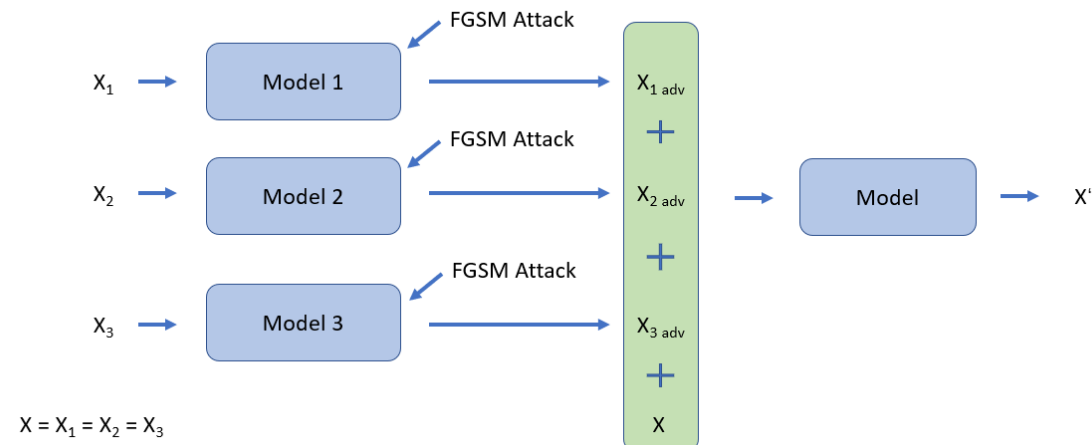 FGSM Attack
X₁
Model 1
X₁ adv
+
FGSM Attack
X₂
Model 2
X₂ adv
Model
X‘
+
FGSM Attack
X₃
Model 3
X₃ adv
+
X = X₁ = X₂ = X₃
X